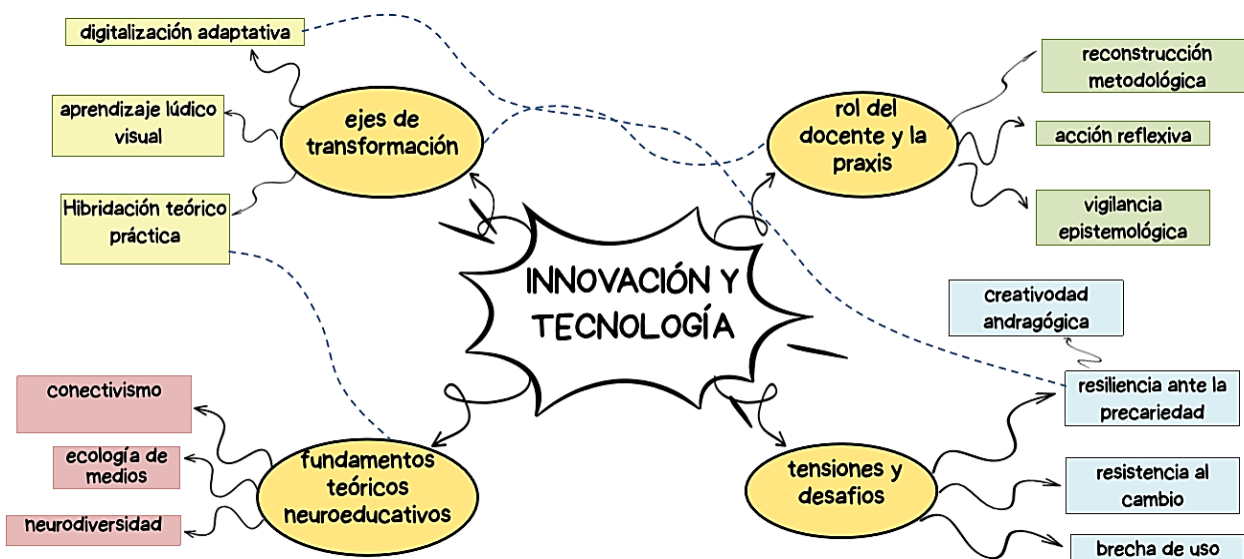 digitalización adaptativa
aprendizaje lúdico
visual
Hibridación teórico
práctica
ejes de
transformación
rol del
docente y la
praxis
reconstrucción
metodológica
acción reflexiva
vigilancia
epistemológica
INNOVACIÓN Y
TECNOLOGÍA
conectivismo
ecología de
medios
neurodiversidad
fundamentos
teóricos
neuroeducativos
tensiones y
desafios
creativodad
andragógica
resiliencia ante la
precariedad
resistencia al
cambio
brecha de uso